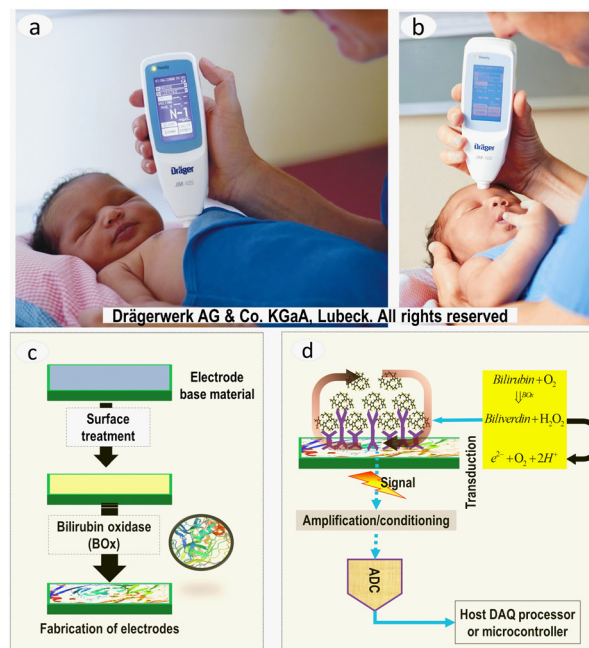 a
b
N-1
Dräger
Dräger
Drägerwerk AG & Co. KGaA, Lubeck. All rights reserved
c
Electrode
base material
Surface
treatment
Bilirubin oxidase
(BOx)
Fabrication of electrodes
d
Bilirubin+O₂
⇓BOx
Biliverdin+H₂O₂
e²⁻ +O₂ +2H⁺
Transduction
Signal
Amplification/conditioning
ADC
Host DAQ processor
or microcontroller